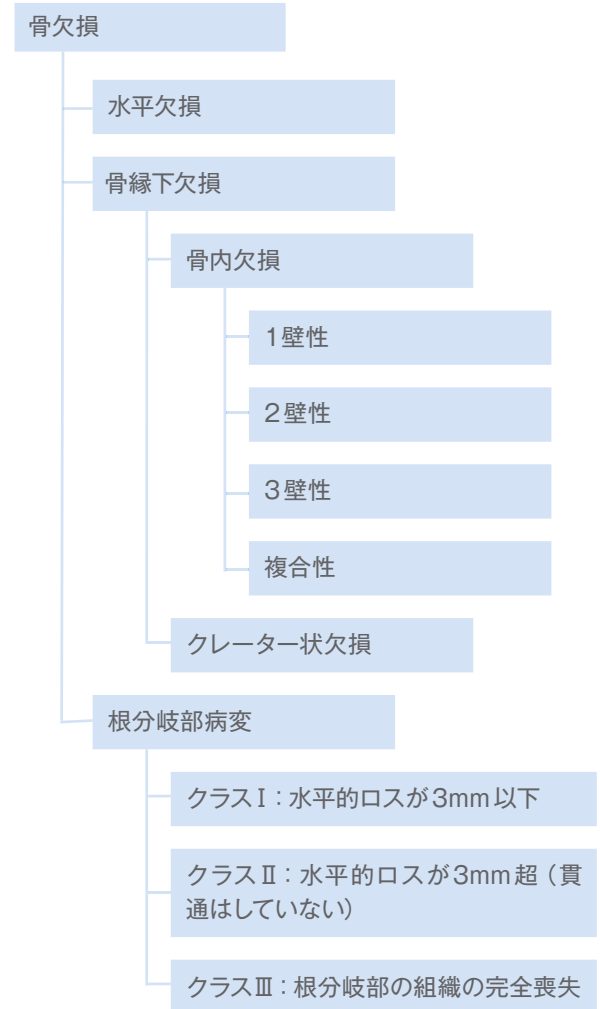 骨欠損
水平欠損
骨縁下欠損
骨内欠損
1壁性
2壁性
3壁性
複合性
クレーター状欠損
根分岐部病変
クラスⅠ：水平的ロスが3mm以下
クラスⅡ：水平的ロスが3mm超（貫
通はしていない）
クラスⅢ：根分岐部の組織の完全喪失